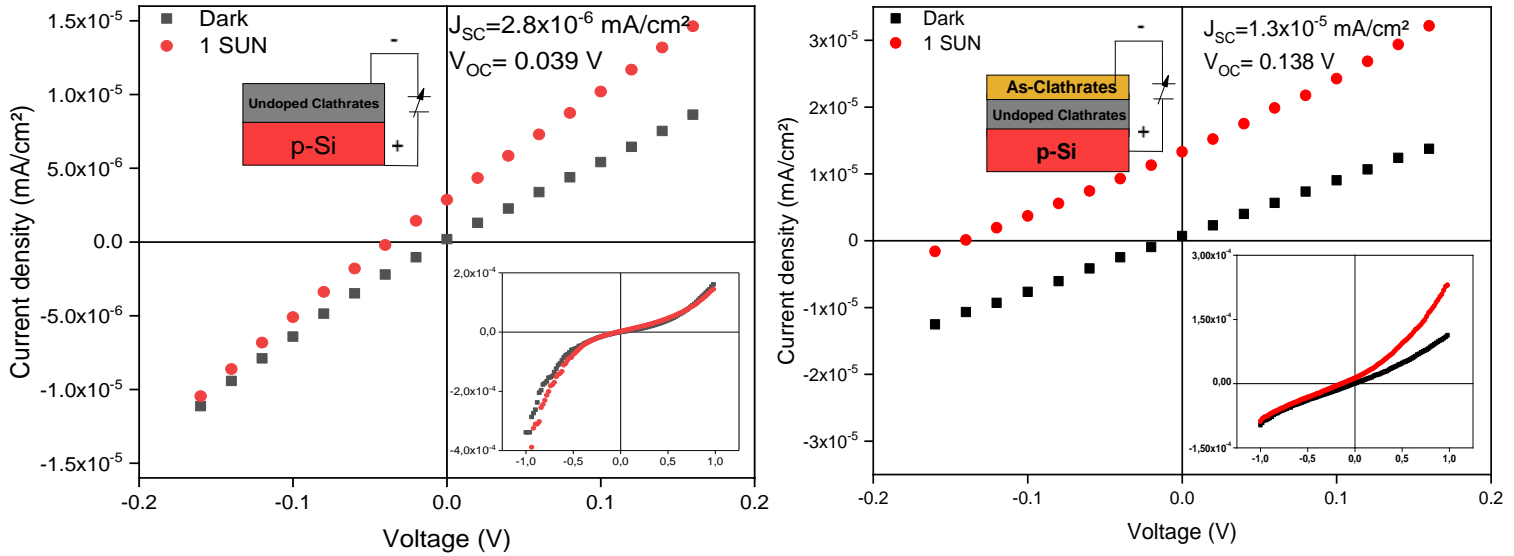 Dark
1 SUN
J_SC=2.8x10⁻⁶ mA/cm²
V_OC= 0.039 V
-
Undoped Clathrates
p-Si
+
Current density (mA/cm²)
1.5x10⁻⁵
1.0x10⁻⁵
5.0x10⁻⁶
0.0
-5.0x10⁻⁶
-1.0x10⁻⁵
-1.5x10⁻⁵
2,0x10⁻⁴
0,0
-2,0x10⁻⁴
-4,0x10⁻⁴
-1,0 -0,5 0,0 0,5 1,0
-0.2 -0.1 0.0 0.1 0.2
Voltage (V)
Dark
1 SUN
J_SC=1.3x10⁻⁵ mA/cm²
V_OC= 0.138 V
-
As-Clathrates
Undoped Clathrates
p-Si
+
Current density (mA/cm²)
3x10⁻⁵
2x10⁻⁵
1x10⁻⁵
0
-1x10⁻⁵
-2x10⁻⁵
-3x10⁻⁵
3,00x10⁻⁴
1,50x10⁻⁴
0,00
-1,50x10⁻⁴
-1,0 -0,5 0,0 0,5 1,0
-0.2 -0.1 0.0 0.1 0.2
Voltage (V)